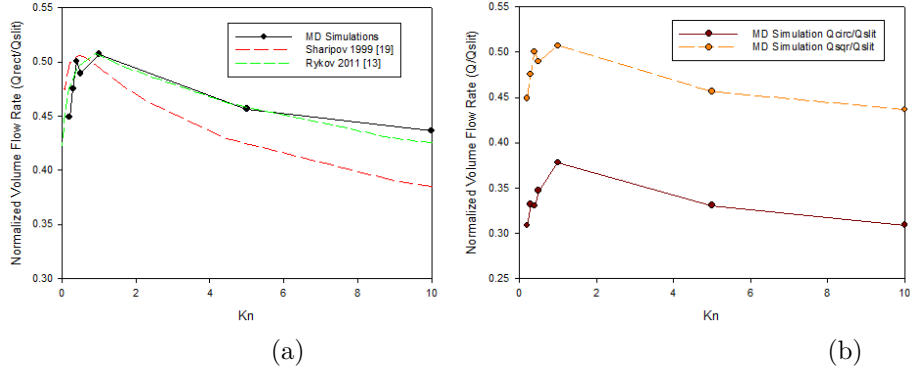 (a)
Normalized Volume Flow Rate (Qrect/Qslit)
0.55
0.50
0.45
0.40
0.35
0.30
MD Simulations
Sharipov 1999 [19]
Rykov 2011 [13]
0
2
4
6
8
10
Kn
(a)
(b)
Normalized Volume Flow Rate (Q/Qslit)
0.55
0.50
0.45
0.40
0.35
0.30
0.25
MD Simulation Qcirc/Qslit
MD Simulation Qsqr/Qslit
0
2
4
6
8
10
Kn
(b)